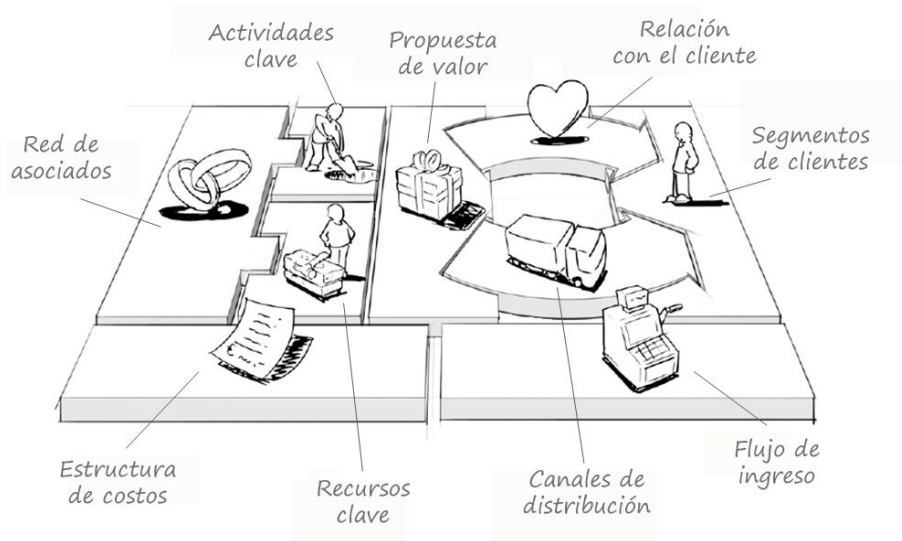 Actividades
clave
Propuesta
de valor
Relación
con el cliente
Red de
asociados
Segmentos
de clientes
Estructura
de costos
Recursos
clave
Canales de
distribución
Flujo de
ingreso